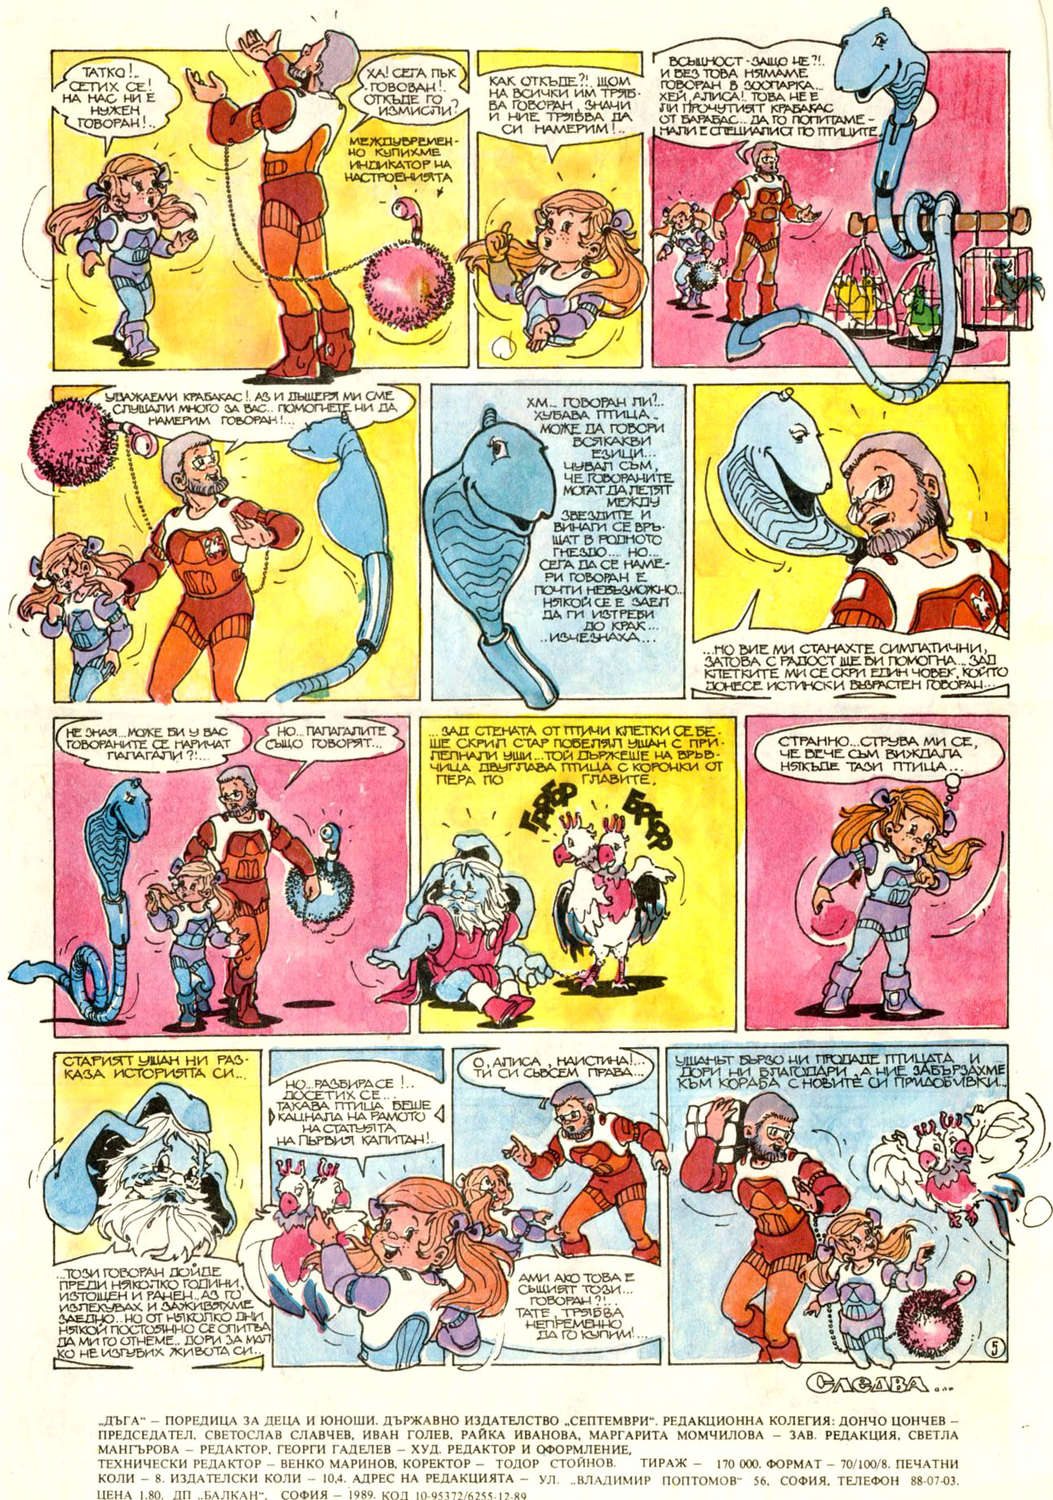 ТАТКО!..
СЕТИХ СЕ!
НА НАС НИ Е
НУЖЕН
ГОВОРАН!..
ХА! СЕГА ПЪК
ГОВОВАН!
ОТКЪДЕ ГО
ИЗМИСЛИ?
МЕЖДУВРЕМЕН-
НО КУПИХМЕ
ИНДИКАТОР НА
НАСТРОЕНИЯТА
КАК ОТКЪДЕ?!. ЩОМ
НА ВСИЧКИ ИМ ТРЯБ-
ВА ГОВОРАН, ЗНАЧИ
И НИЕ ТРЯБВА ДА
СИ НАМЕРИМ!..
ВСЪЩНОСТ - ЗАЩО НЕ?!.
И БЕЗ ТОВА НЯМАМЕ
ГОВОРАН В ЗООПАРКА...
ХЕЙ, АЛИСА! ТОВА НЕ Е
ЛИ ПРОЧУТИЯТ КРАБАКАС
ОТ БАРАБАС... ДА ГО ПОПИТАМЕ -
НАЛИ Е СПЕЦИАЛИСТ ПО ПТИЦИТЕ
УВАЖАЕМИ КРАБАКАС!. АЗ И ДЪЩЕРЯ МИ СМЕ
СЛУШАЛИ МНОГО ЗА ВАС.. ПОМОГНЕТЕ НИ ДА
НАМЕРИМ ГОВОРАН!...
ХМ... ГОВОРАН ЛИ?..
ХУБАВА ПТИЦА..
МОЖЕ ДА ГОВОРИ
ВСЯКАКВИ
ЕЗИЦИ...
ЧУВАЛ СЪМ,
ЧЕ ГОВОРАНИТЕ
МОГАТ ДА ЛЕТЯТ
МЕЖДУ
ЗВЕЗДИТЕ И
ВИНАГИ СЕ ВРЪ-
ЩАТ В РОДНОТО
ГНЕЗДО... НО...
СЕГА ДА СЕ НАМЕ-
РИ ГОВОРАН Е
ПОЧТИ НЕВЪЗМОЖНО...
НЯКОЙ СЕ Е ЗАЕЛ
ДА ГИ ИЗТРЕБИ
ДО КРАК...
..ИЗЧЕЗНАХА...
...НО ВИЕ МИ СТАНАХТЕ СИМПАТИЧНИ,
ЗАТОВА С РАДОСТ ЩЕ ВИ ПОМОГНА... ЗАД
КЛЕТКИТЕ МИ СЕ СКРИ ЕДИН ЧОВЕК, КОЙТО
ДОНЕСЕ ИСТИНСКИ ВЪЗРАСТЕН ГОВОРАН...
НЕ ЗНАЯ... МОЖЕ БИ У ВАС
ГОВОРАНИТЕ СЕ НАРИЧАТ
ПАПАГАЛИ?!...
НО... ПАПАГАЛИТЕ
СЪЩО ГОВОРЯТ...
...ЗАД СТЕНАТА ОТ ПТИЧИ КЛЕТКИ СЕ БЕ-
ШЕ СКРИЛ СТАР ПОБЕЛЯЛ УШАН С ПРИ-
ЛЕПНАЛИ УШИ... ТОЙ ДЪРЖЕШЕ НА ВРЪВ-
ЧИЦА ДВУГЛАВА ПТИЦА С КОРОНКИ ОТ
ПЕРА ПО ГЛАВИТЕ.
ГРРБР
БРРРР
СТРАННО... СТРУВА МИ СЕ,
ЧЕ ВЕЧЕ СЪМ ВИЖДАЛА
НЯКЪДЕ ТАЗИ ПТИЦА...
СТАРИЯТ УШАН НИ РАЗ-
КАЗА ИСТОРИЯТА СИ...
...ТОЗИ ГОВОРАН ДОЙДЕ
ПРЕДИ НЯКОЛКО ГОДИНИ,
ИЗТОЩЕН И РАНЕН.. АЗ ГО
ИЗЛЕКУВАХ И ЗАЖИВЯХМЕ
ЗАЕДНО.. НО ОТ НЯКОЛКО ДНИ
НЯКОЙ ПОСТОЯННО СЕ ОПИТВА
ДА МИ ГО ОТНЕМЕ.. ДОРИ ЗА МАЛ
КО НЕ ИЗГУБИХ ЖИВОТА СИ...
НО.. РАЗБИРА СЕ!..
ДОСЕТИХ СЕ...
ТАКАВА ПТИЦА БЕШЕ
КАЦНАЛА НА РАМОТО
НА СТАТУЯТА
НА ПЪРВИЯ КАПИТАН!..
О, АЛИСА, НАИСТИНА!..
ТИ СИ СЪВСЕМ ПРАВА...
АМИ АКО ТОВА Е
СЪЩИЯТ ТОЗИ...
ГОВОРАН?!..
ТАТЕ, ТРЯБВА
НЕПРЕМЕННО
ДА ГО КУПИМ!...
УШАНЪТ БЪРЗО НИ ПРОДАДЕ ПТИЦАТА И
ДОРИ НИ БЛАГОДАРИ, А НИЕ ЗАБЪРЗАХМЕ
КЪМ КОРАБА С НОВИТЕ СИ ПРИДОБИВКИ..
5
СЛЕДВА...
„ДЪГА“ — ПОРЕДИЦА ЗА ДЕЦА И ЮНОШИ. ДЪРЖАВНО ИЗДАТЕЛСТВО „СЕПТЕМВРИ“. РЕДАКЦИОННА КОЛЕГИЯ: ДОНЧО ЦОНЧЕВ —
ПРЕДСЕДАТЕЛ, СВЕТОСЛАВ СЛАВЧЕВ, ИВАН ГОЛЕВ, РАЙКА ИВАНОВА, МАРГАРИТА МОМЧИЛОВА — ЗАВ. РЕДАКЦИЯ, СВЕТЛА
МАНГЪРОВА — РЕДАКТОР, ГЕОРГИ ГАДЕЛЕВ — ХУД. РЕДАКТОР И ОФОРМЛЕНИЕ,
ТЕХНИЧЕСКИ РЕДАКТОР — ВЕНКО МАРИНОВ, КОРЕКТОР — ТОДОР СТОЙНОВ. ТИРАЖ — 170 000. ФОРМАТ — 70/100/8. ПЕЧАТНИ
КОЛИ — 8. ИЗДАТЕЛСКИ КОЛИ — 10,4. АДРЕС НА РЕДАКЦИЯТА — УЛ. „ВЛАДИМИР ПОПТОМОВ“ 56, СОФИЯ, ТЕЛЕФОН 88-07-03.
ЦЕНА 1,80. ДП „БАЛКАН“, СОФИЯ — 1989. КОД 10-95372/6255-12-89